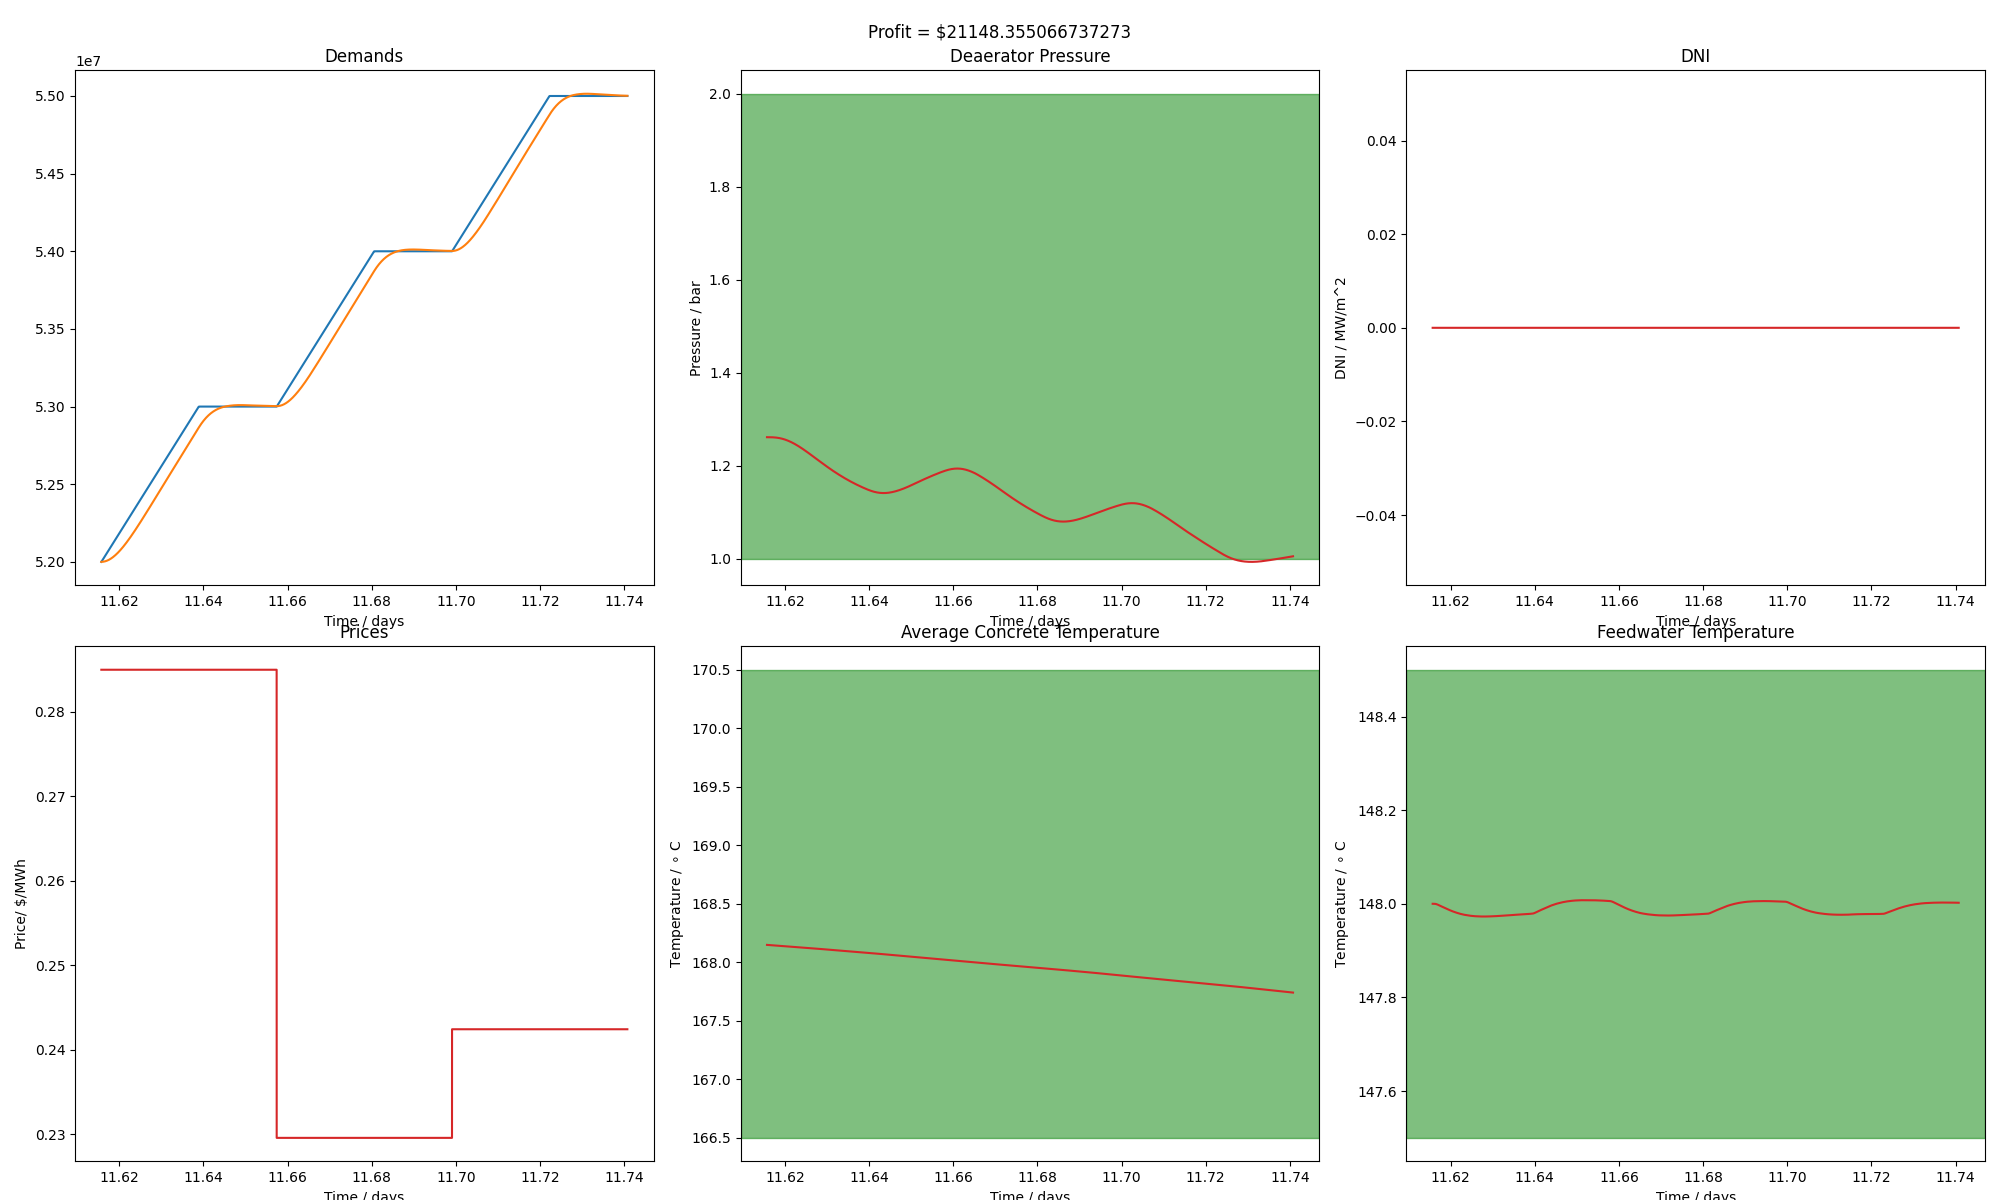 Profit = $21148.355066737273
Demands
1e7
5.50
5.45
5.40
5.35
5.30
5.25
5.20
11.62 11.64 11.66 11.68 11.70 11.72 11.74
Time / days
Deaerator Pressure
Pressure / bar
2.0
1.8
1.6
1.4
1.2
1.0
11.62 11.64 11.66 11.68 11.70 11.72 11.74
Time / days
DNI
DNI / MW/m^2
0.04
0.02
0.00
−0.02
−0.04
11.62 11.64 11.66 11.68 11.70 11.72 11.74
Time / days
Prices
Price/ $/MWh
0.28
0.27
0.26
0.25
0.24
0.23
11.62 11.64 11.66 11.68 11.70 11.72 11.74
Time / days
Average Concrete Temperature
Temperature / ∘ C
170.5
170.0
169.5
169.0
168.5
168.0
167.5
167.0
166.5
11.62 11.64 11.66 11.68 11.70 11.72 11.74
Time / days
Feedwater Temperature
Temperature / ∘ C
148.4
148.2
148.0
147.8
147.6
11.62 11.64 11.66 11.68 11.70 11.72 11.74
Time / days